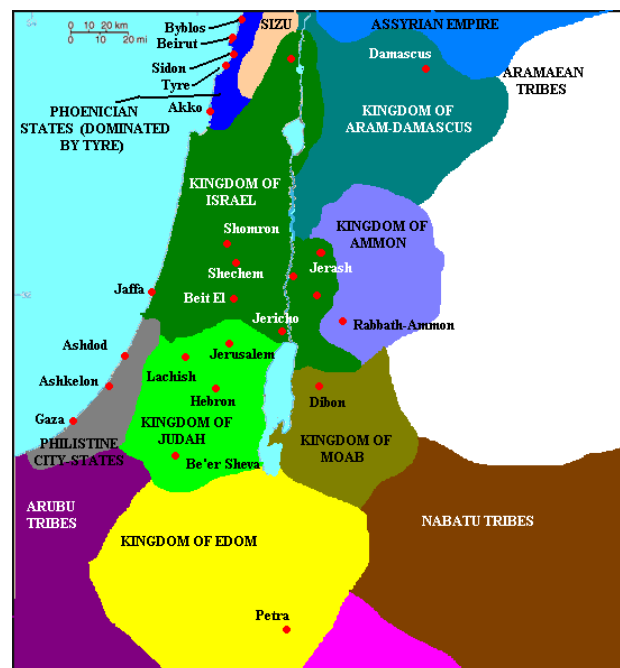 Byblos
Beirut
Sidon
Tyre
Akko
0 10 20 km
0 10 20 mi
SIZU
ASSYRIAN EMPIRE
Damascus
ARAMAEAN
TRIBES
PHOENICIAN
STATES (DOMINATED
BY TYRE)
KINGDOM OF
ARAM-DAMASCUS
KINGDOM OF
ISRAEL
KINGDOM OF
AMMON
Shomron
Shechem
Jerash
Jaffa
32
Beit El
Jericho
Rabbath-Ammon
Ashdod
Jerusalem
Lachish
Ashkelon
Hebron
Dibon
Gaza
KINGDOM OF
JUDAH
PHILISTINE
CITY-STATES
KINGDOM OF
MOAB
Be'er Sheva
ARUBU
TRIBES
NABATU TRIBES
KINGDOM OF EDOM
Petra